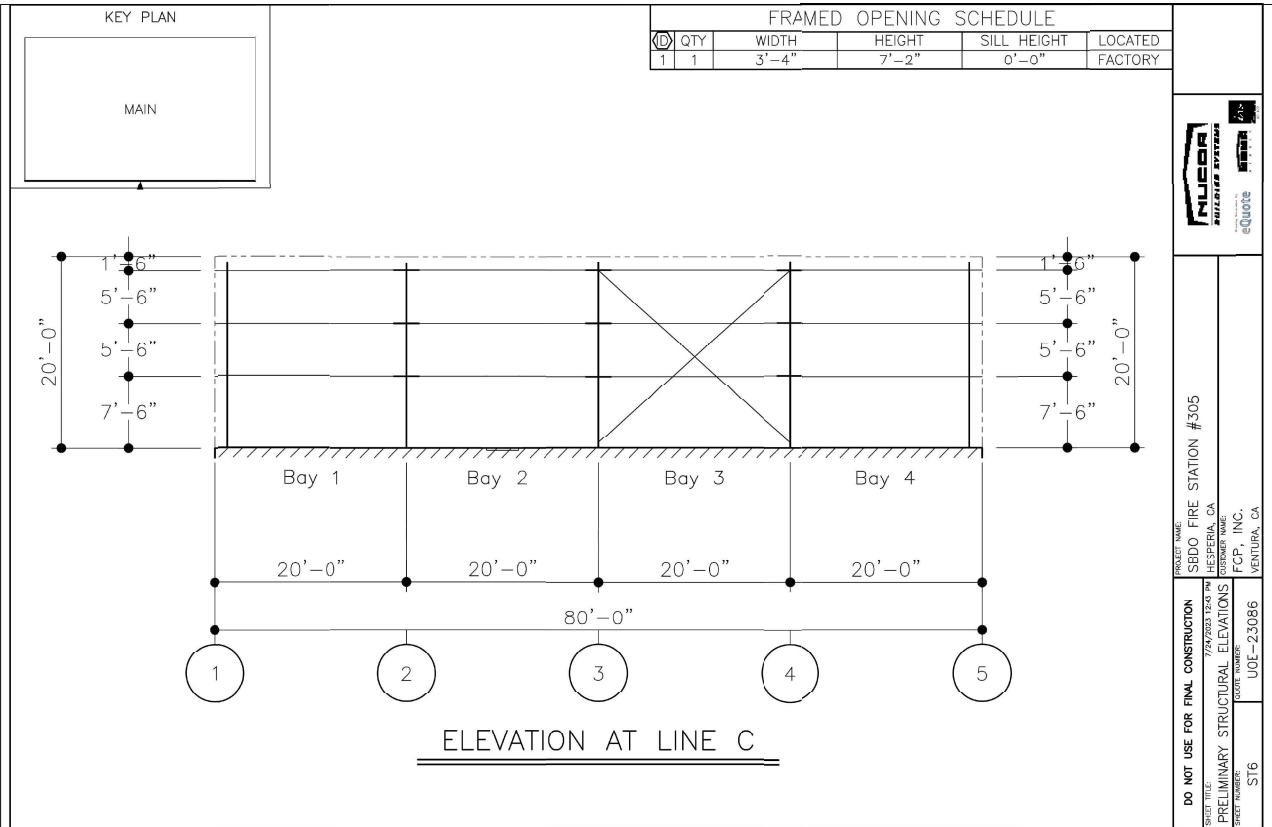 KEY PLAN
MAIN
FRAMED OPENING SCHEDULE
ID QTY WIDTH HEIGHT SILL HEIGHT LOCATED
1 1 3'-4" 7'-2" 0'-0" FACTORY
1'-6"
5'-6"
5'-6"
7'-6"
20'-0"
1'-6"
5'-6"
5'-6"
7'-6"
20'-0"
Bay 1 Bay 2 Bay 3 Bay 4
20'-0" 20'-0" 20'-0" 20'-0"
80'-0"
1 2 3 4 5
ELEVATION AT LINE C
NUCOR
BUILDING SYSTEMS
eQuote
PROJECT NAME:
SBDO FIRE STATION #305
HESPERIA, CA
CUSTOMER NAME:
FCP, INC.
VENTURA, CA
DO NOT USE FOR FINAL CONSTRUCTION
SHEET TITLE: 7/24/2023 12:43 PM
PRELIMINARY STRUCTURAL ELEVATIONS
SHEET NUMBER:
ST6
QUOTE NUMBER:
U0E-23086